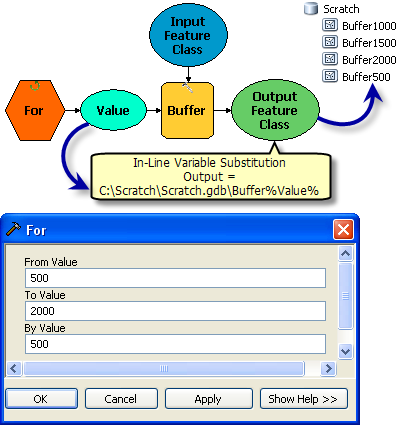 Input
Feature
Class
Scratch
Buffer1000
Buffer1500
Buffer2000
Buffer500
For
Value
Buffer
Output
Feature
Class
In-Line Variable Substitution
Output =
C:\Scratch\Scratch.gdb\Buffer%Value%
For
From Value
500
To Value
2000
By Value
500
OK
Cancel
Apply
Show Help >>